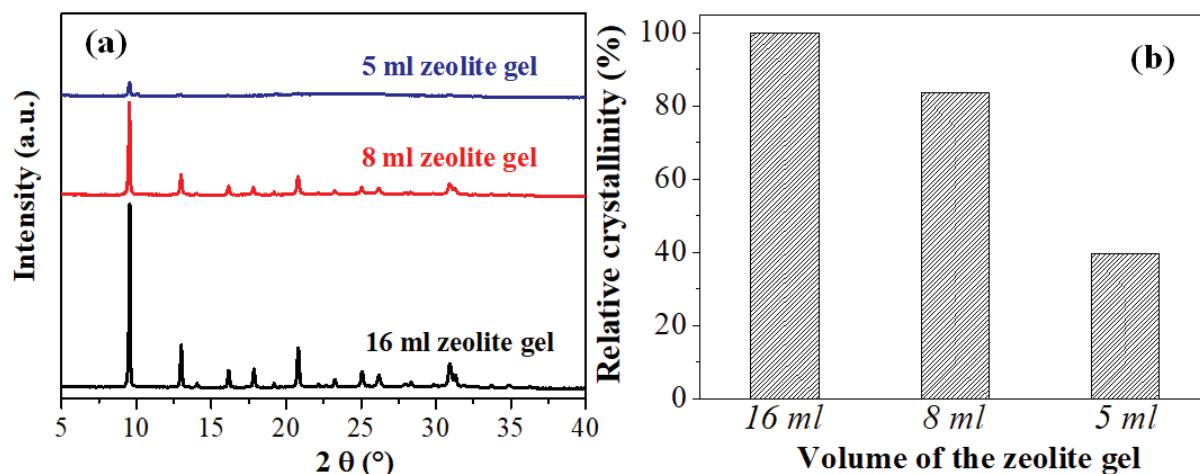 (a)
5 ml zeolite gel
8 ml zeolite gel
16 ml zeolite gel
Intensity (a.u.)
5 10 15 20 25 30 35 40
2 θ (°)
(b)
Relative crystallinity (%)
100
80
60
40
20
0
16 ml 8 ml 5 ml
Volume of the zeolite gel